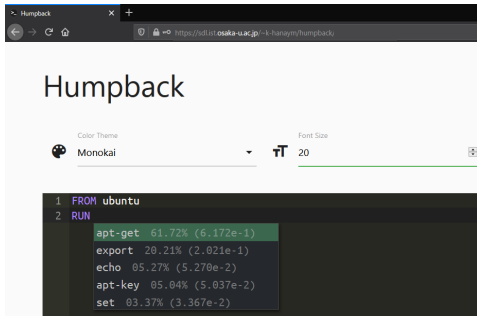 Humpback
https://sdl.ist.osaka-u.ac.jp/~k-hanaym/humpback/
Humpback
Color Theme
Font Size
Monokai
20
1 FROM ubuntu
2 RUN
apt-get 61.72% (6.172e-1)
export 20.21% (2.021e-1)
echo 05.27% (5.270e-2)
apt-key 05.04% (5.037e-2)
set 03.37% (3.367e-2)